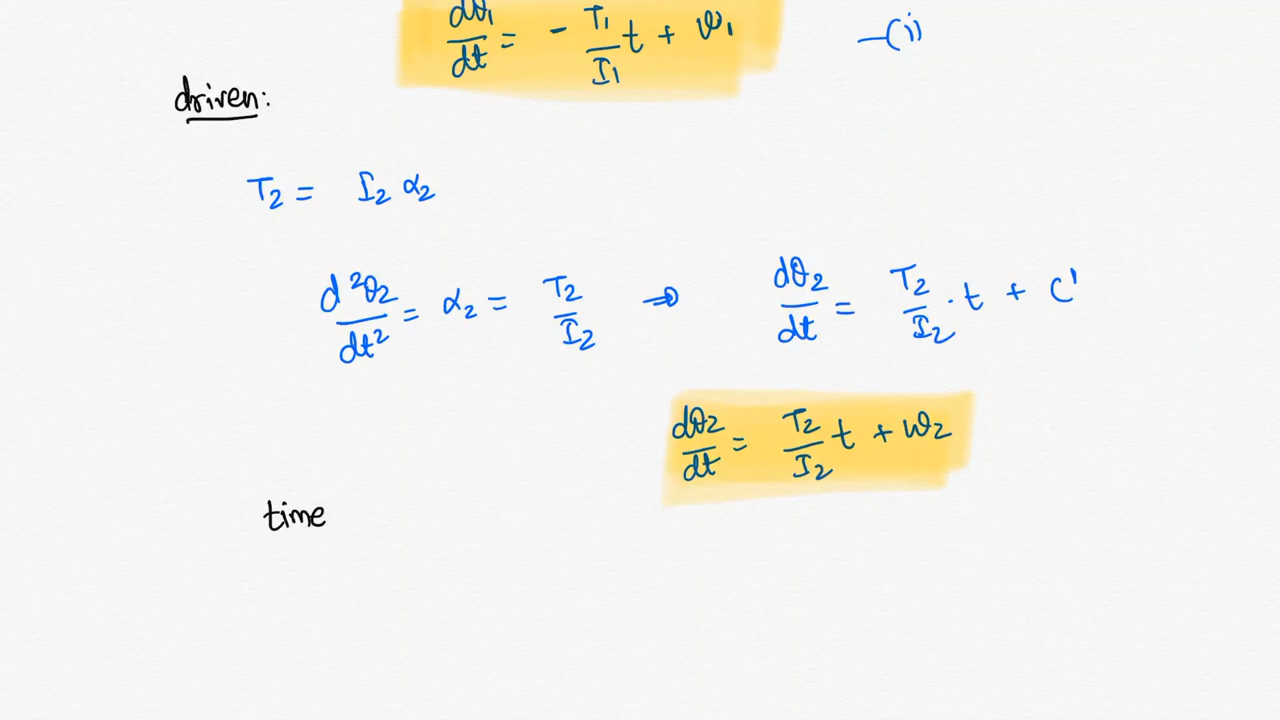 dθ₁/dt = - T₁/I₁ t + ω₁ —(i)
driven:
T₂ = I₂ α₂
d²θ₂/dt² = α₂ = T₂/I₂ ⇒ dθ₂/dt = T₂/I₂ · t + C'
dθ₂/dt = T₂/I₂ t + ω₂
time